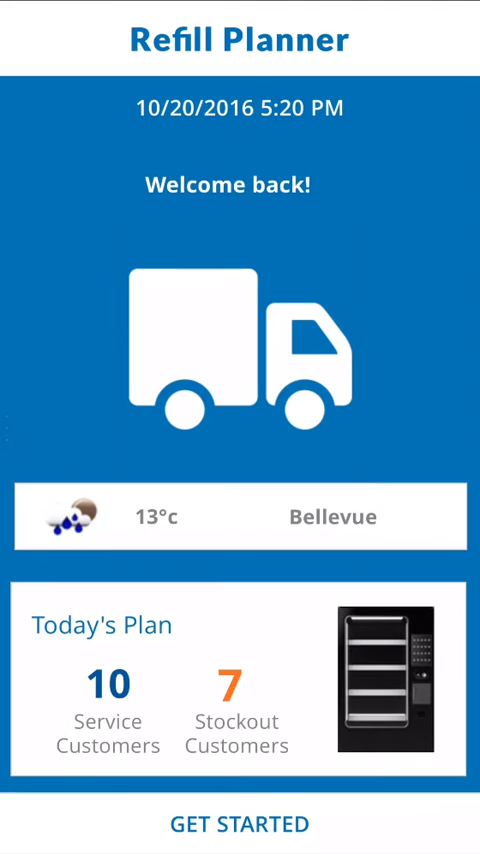 Refill Planner
10/20/2016 5:20 PM
Welcome back!
13°c Bellevue
Today's Plan
10 7
Service Stockout
Customers Customers
GET STARTED